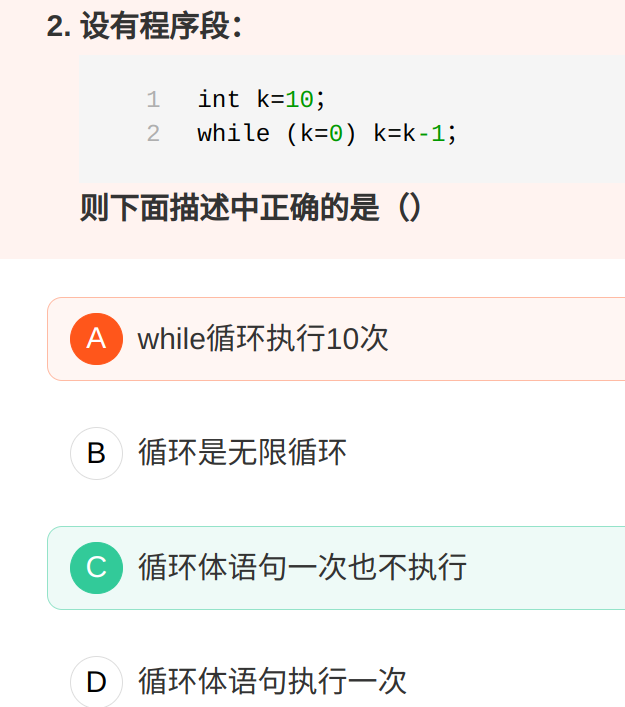 2. 设有程序段：
1 int k=10；
2 while (k=0) k=k-1；
则下面描述中正确的是（）
A while循环执行10次
B 循环是无限循环
C 循环体语句一次也不执行
D 循环体语句执行一次